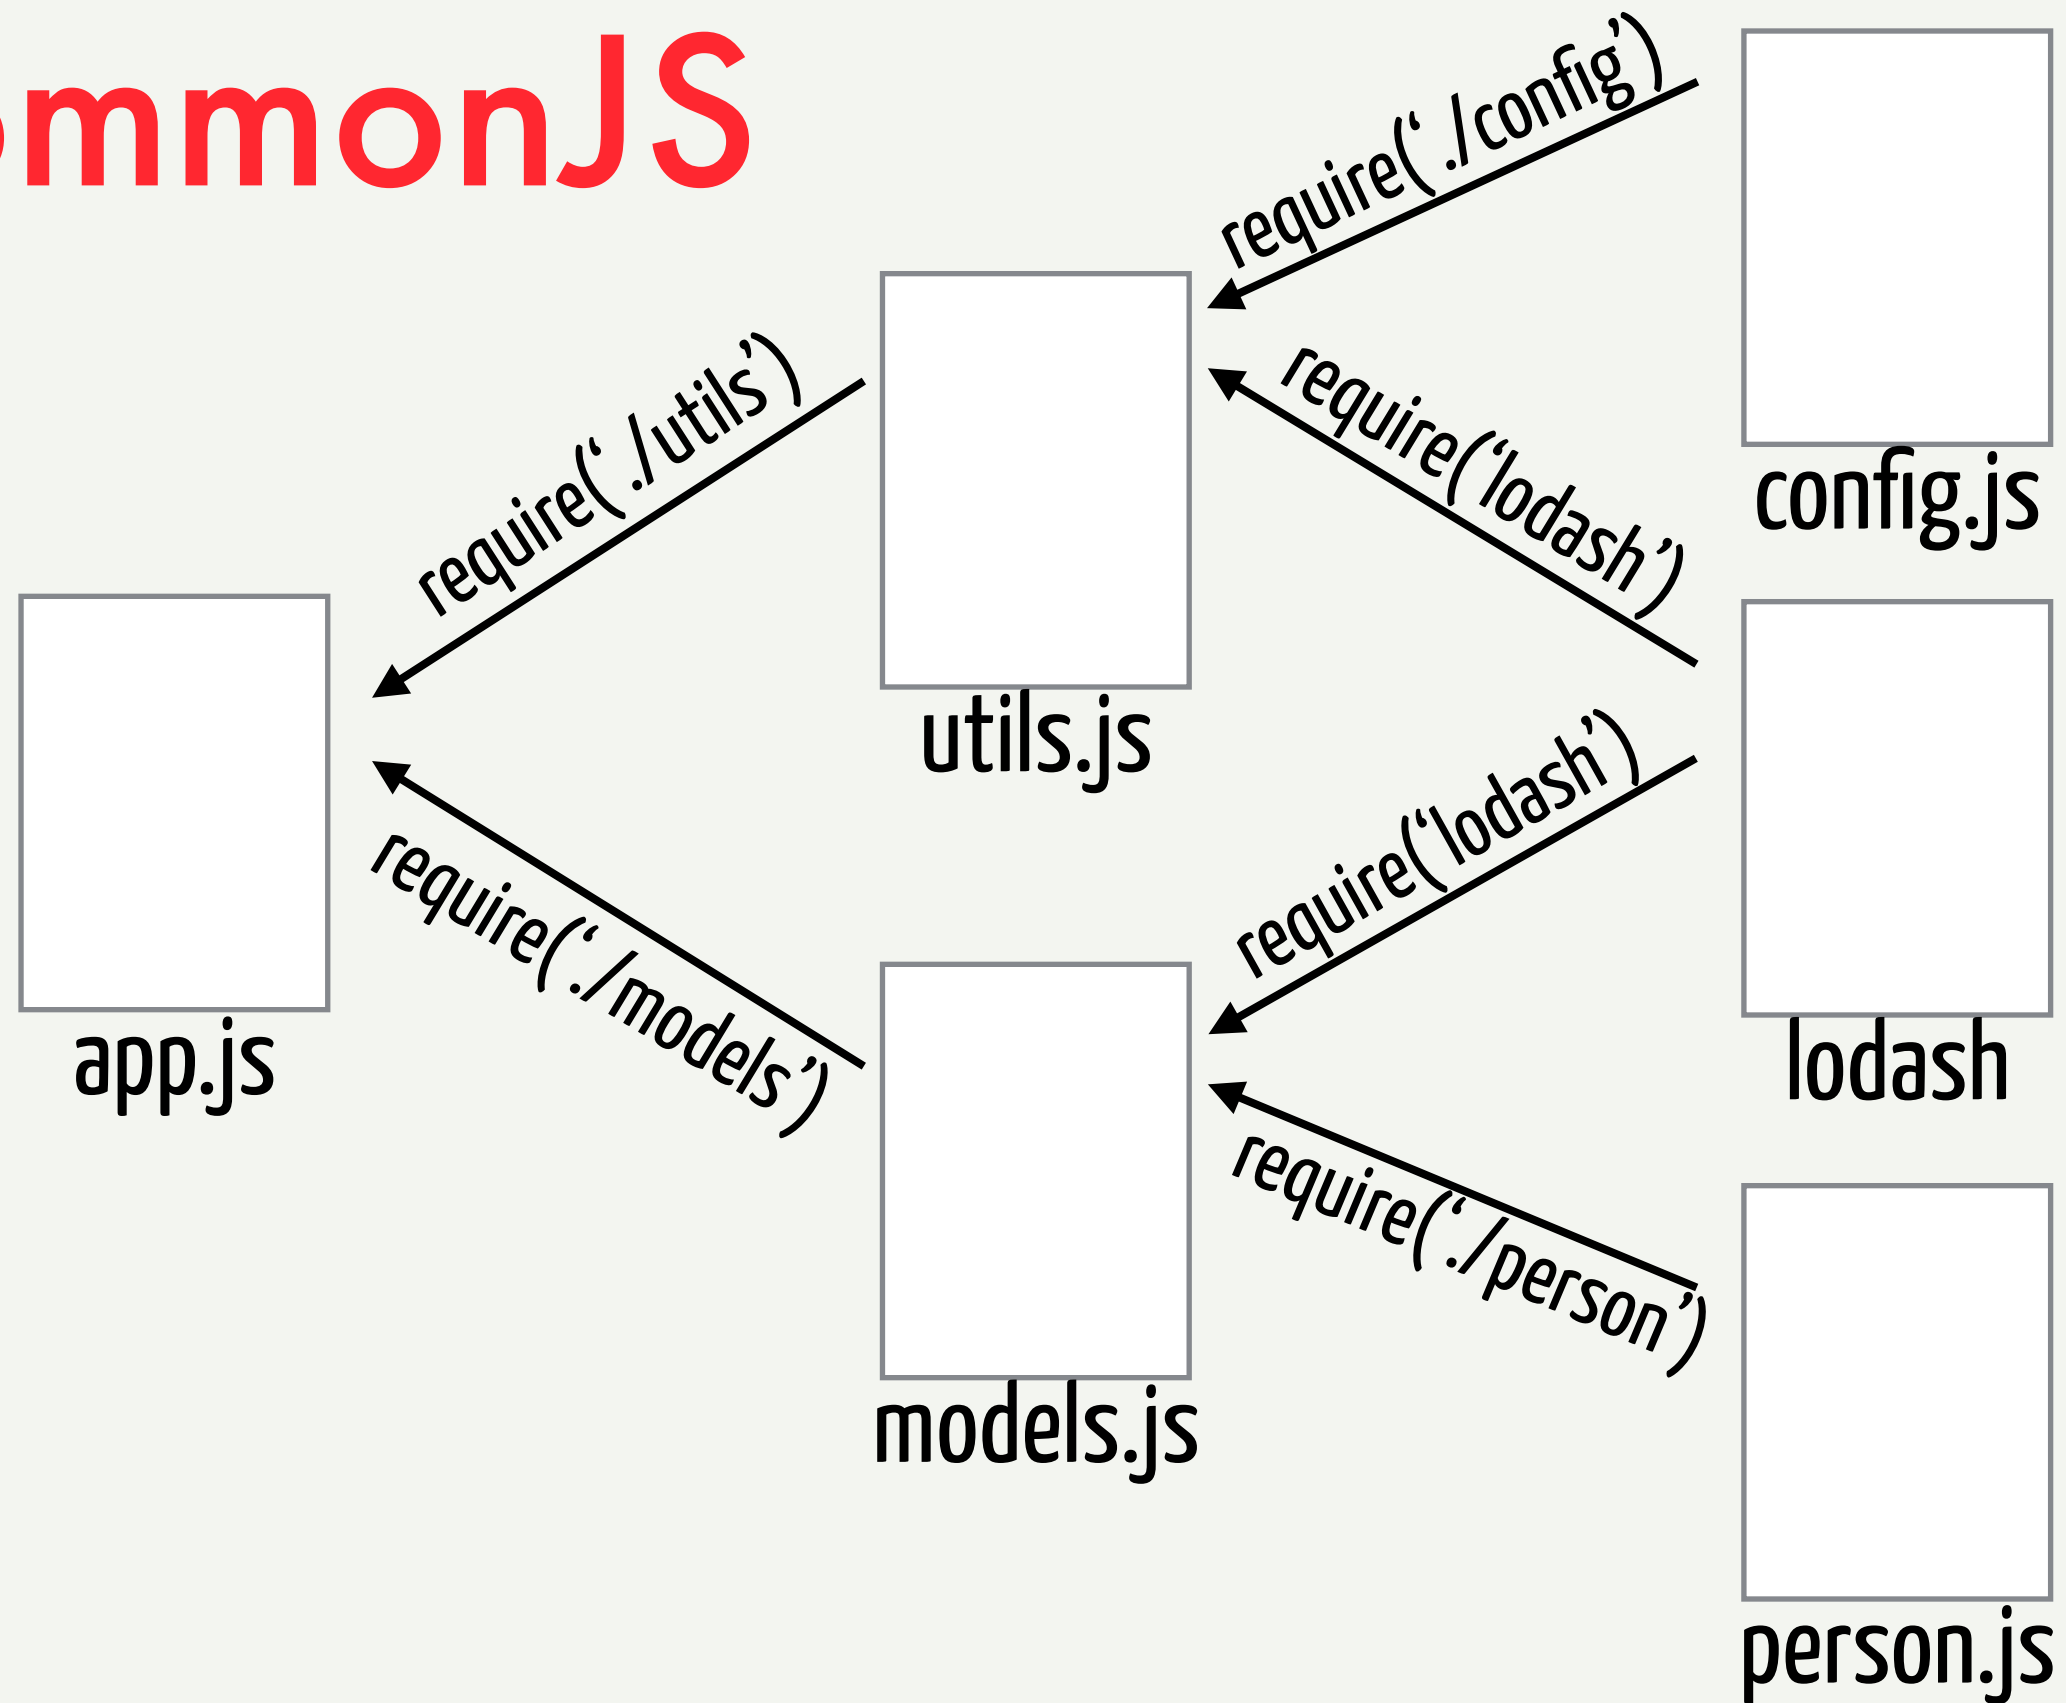 ommonJS
require(‘./config’)
config.js
require(‘./utils’)
utils.js
require(‘lodash’)
app.js
require(‘lodash’)
lodash
require(‘./models’)
models.js
require(‘./person’)
person.js